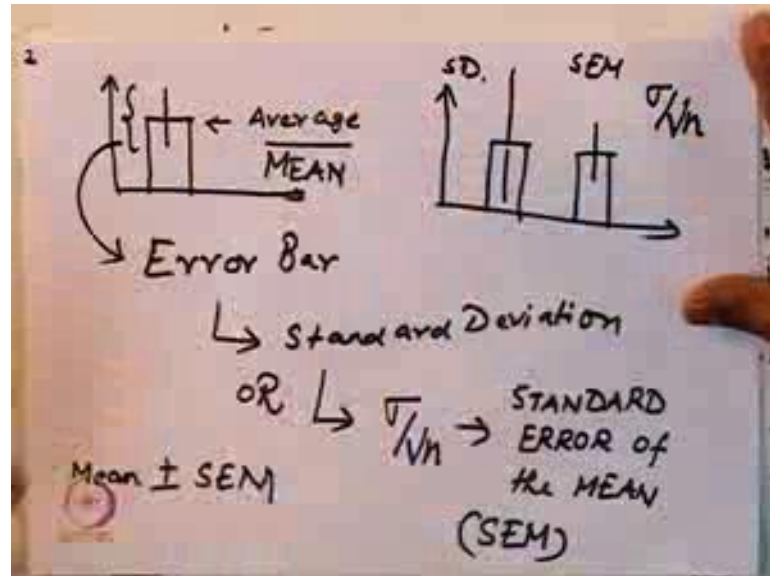 2
← Average
MEAN
SD. SEM σ/√n
Error Bar
↳ Standard Deviation
OR ↳ σ/√n → STANDARD
ERROR of
the MEAN
(SEM)
Mean ± SEM